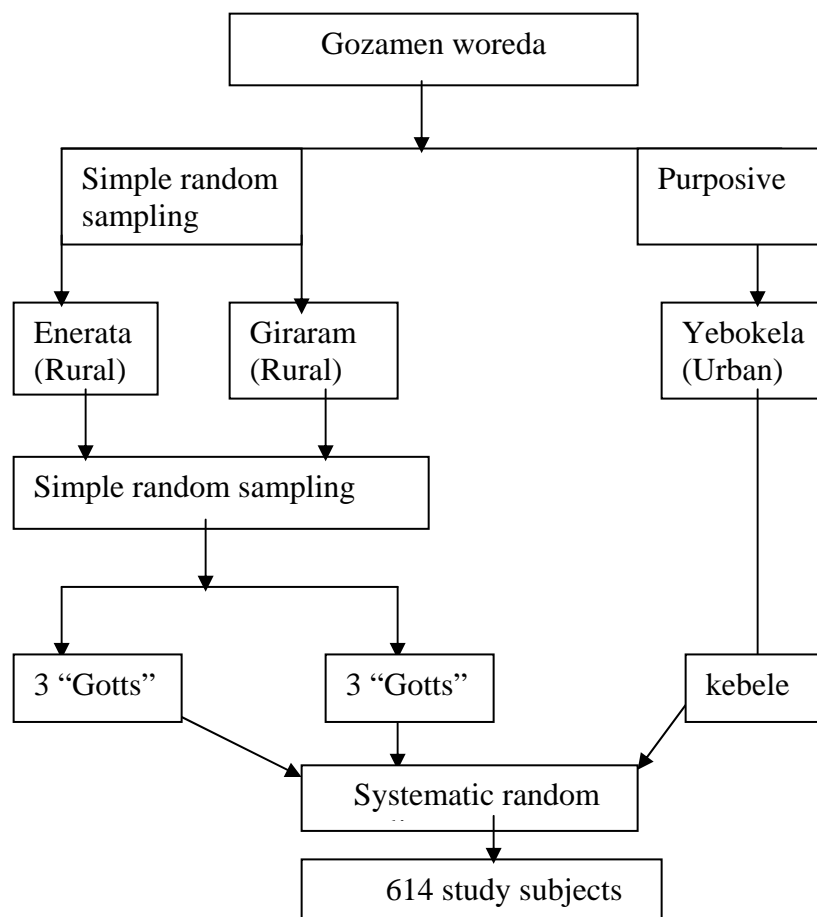 Gozamen woreda
Simple random
sampling
Purposive
Enerata
(Rural)
Giraram
(Rural)
Yebokela
(Urban)
Simple random sampling
3 “Gotts”
3 “Gotts”
kebele
Systematic random
614 study subjects